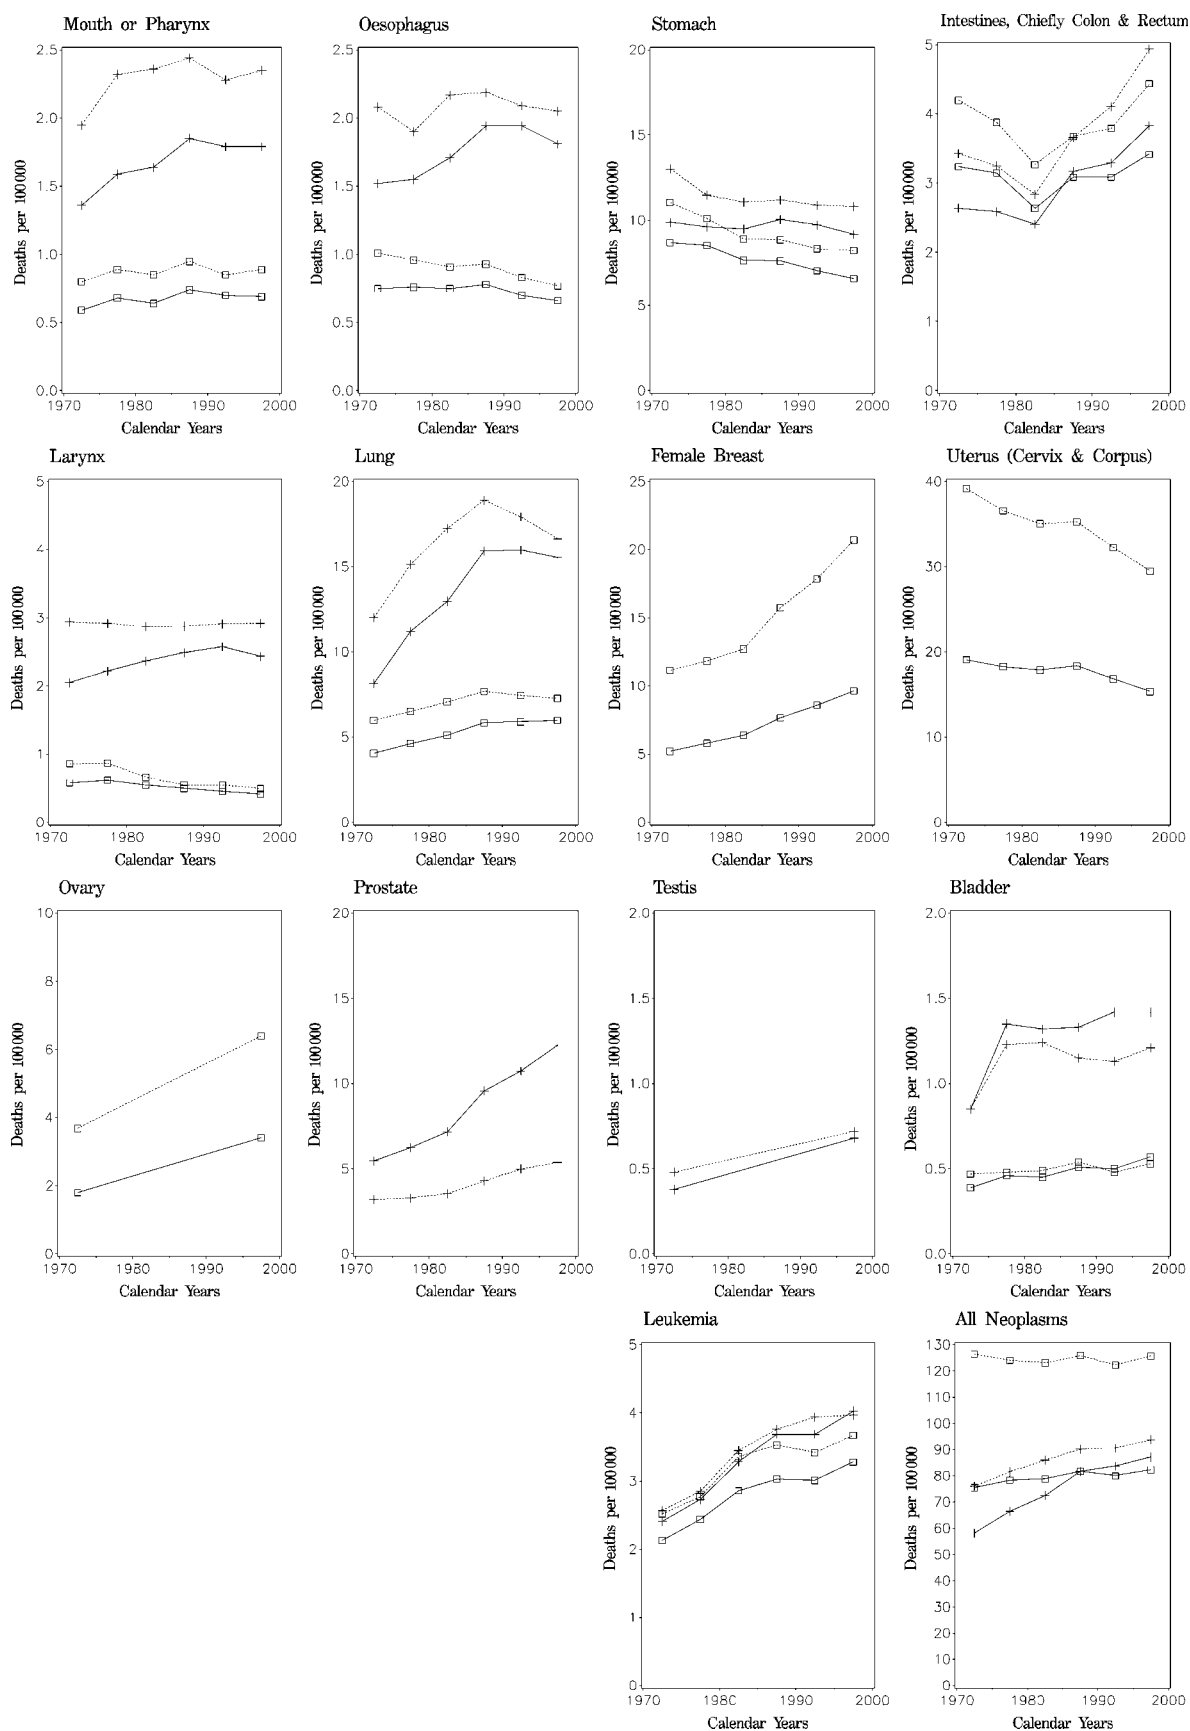 Mouth or Pharynx
2.5
2.0
1.5
1.0
0.5
0.0
Deaths per 100000
1970 1980 1990 2000
Calendar Years
Oesophagus
2.5
2.0
1.5
1.0
0.5
0.0
Deaths per 100000
1970 1980 1990 2000
Calendar Years
Stomach
20
15
10
5
0
Deaths per 100000
1970 1980 1990 2000
Calendar Years
Intestines, Chiefly Colon & Rectum
5
4
3
2
1
0
Deaths per 100000
1970 1980 1990 2000
Calendar Years
Larynx
5
4
3
2
1
0
Deaths per 100000
1970 1980 1990 2000
Calendar Years
Lung
20
15
10
5
0
Deaths per 100000
1970 1980 1990 2000
Calendar Years
Female Breast
25
20
15
10
5
0
Deaths per 100000
1970 1980 1990 2000
Calendar Years
Uterus (Cervix & Corpus)
40
30
20
10
0
Deaths per 100000
1970 1980 1990 2000
Calendar Years
Ovary
10
8
6
4
2
0
Deaths per 100000
1970 1980 1990 2000
Calendar Years
Prostate
20
15
10
5
0
Deaths per 100000
1970 1980 1990 2000
Calendar Years
Testis
2.0
1.5
1.0
0.5
0.0
Deaths per 100000
1970 1980 1990 2000
Calendar Years
Bladder
2.0
1.5
1.0
0.5
0.0
Deaths per 100000
1970 1980 1990 2000
Calendar Years
Leukemia
5
4
3
2
1
0
Deaths per 100000
1970 1980 1990 2000
Calendar Years
All Neoplasms
130
120
110
100
90
80
70
60
50
40
30
20
10
0
Deaths per 100000
1970 1980 1990 2000
Calendar Years